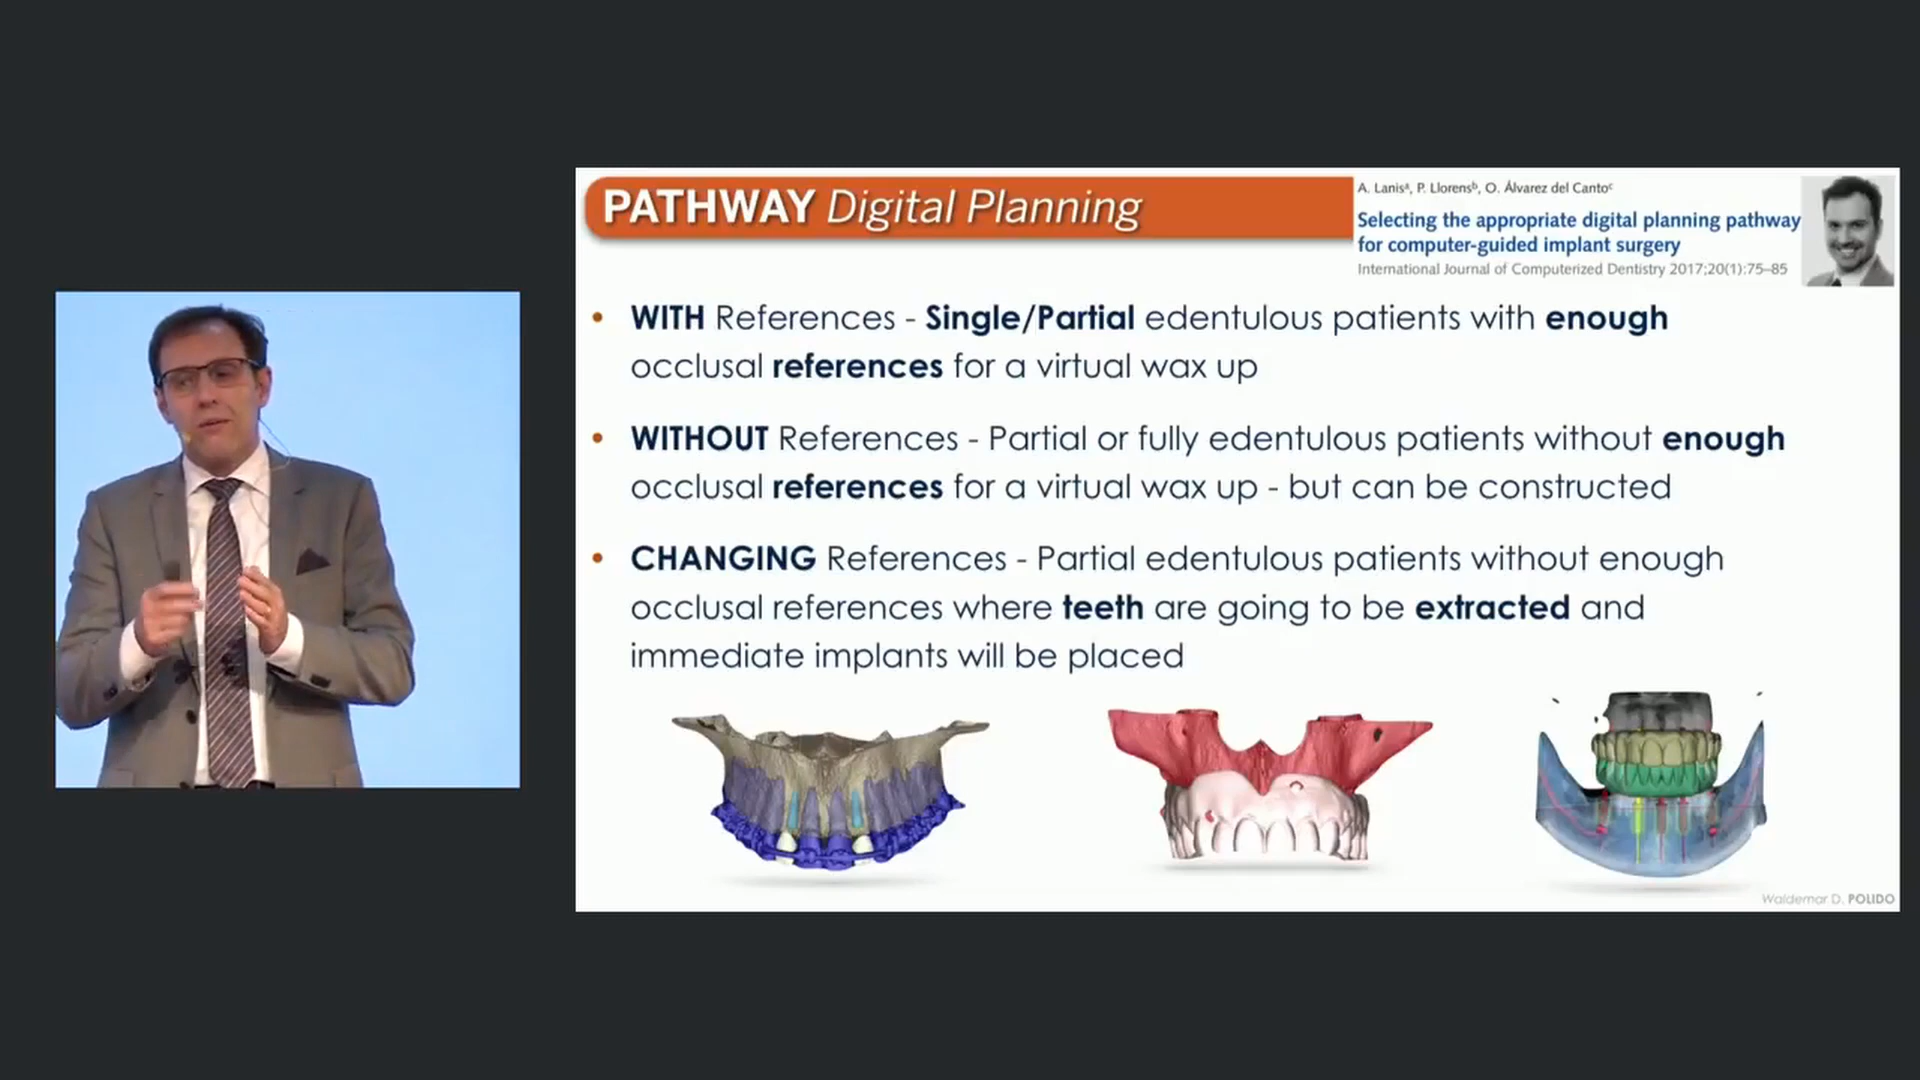 PATHWAY Digital Planning
A. Lanisª, P. Llorensᵇ, O. Álvarez del Cantoᶜ
Selecting the appropriate digital planning pathway
for computer-guided implant surgery
International Journal of Computerized Dentistry 2017;20(1):75–85
• WITH References - Single/Partial edentulous patients with enough
occlusal references for a virtual wax up
• WITHOUT References - Partial or fully edentulous patients without enough
occlusal references for a virtual wax up - but can be constructed
• CHANGING References - Partial edentulous patients without enough
occlusal references where teeth are going to be extracted and
immediate implants will be placed
Waldemar D. POLIDO